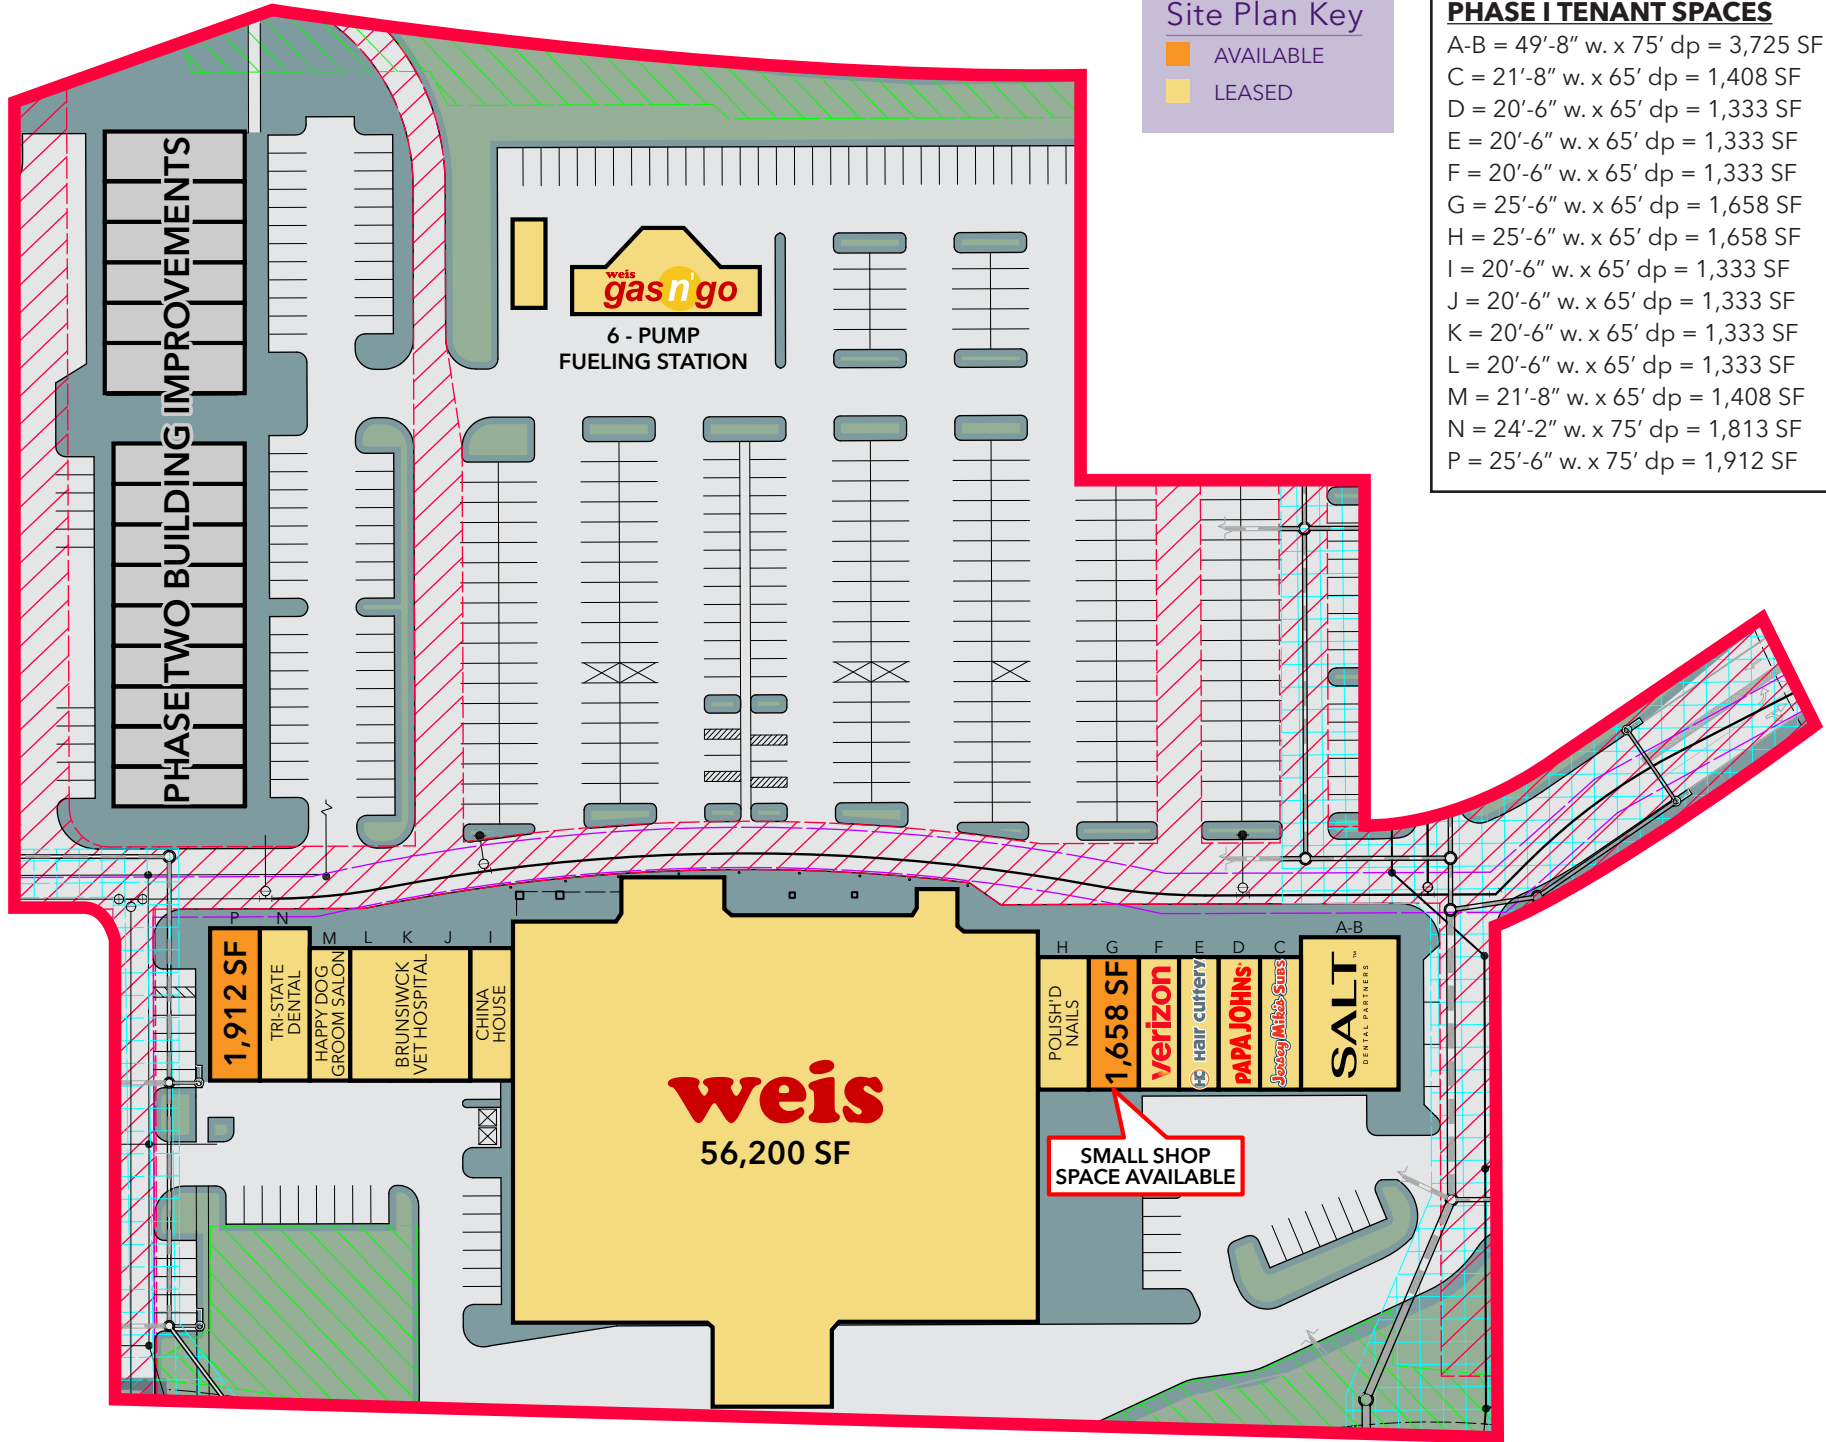 Site Plan Key
AVAILABLE
LEASED
PHASE I TENANT SPACES
A-B = 49'-8" w. x 75' dp = 3,725 SF
C = 21'-8" w. x 65' dp = 1,408 SF
D = 20'-6" w. x 65' dp = 1,333 SF
E = 20'-6" w. x 65' dp = 1,333 SF
F = 20'-6" w. x 65' dp = 1,333 SF
G = 25'-6" w. x 65' dp = 1,658 SF
H = 25'-6" w. x 65' dp = 1,658 SF
I = 20'-6" w. x 65' dp = 1,333 SF
J = 20'-6" w. x 65' dp = 1,333 SF
K = 20'-6" w. x 65' dp = 1,333 SF
L = 20'-6" w. x 65' dp = 1,333 SF
M = 21'-8" w. x 65' dp = 1,408 SF
N = 24'-2" w. x 75' dp = 1,813 SF
P = 25'-6" w. x 75' dp = 1,912 SF
PHASE TWO BUILDING IMPROVEMENTS
weis
gas n' go
6 - PUMP
FUELING STATION
P
N
M
L
K
J
I
1,912 SF
TRI-STATE
DENTAL
HAPPY DOG
GROOM SALON
BRUNSIWCK
VET HOSPITAL
CHINA
HOUSE
weis
56,200 SF
H
G
F
E
D
C
A-B
POLISH'D
NAILS
1,658 SF
verizon
HC Hair cuttery
PAPA JOHNS
Jersey Mike's Subs
SALT™
DENTAL PARTNERS
SMALL SHOP
SPACE AVAILABLE